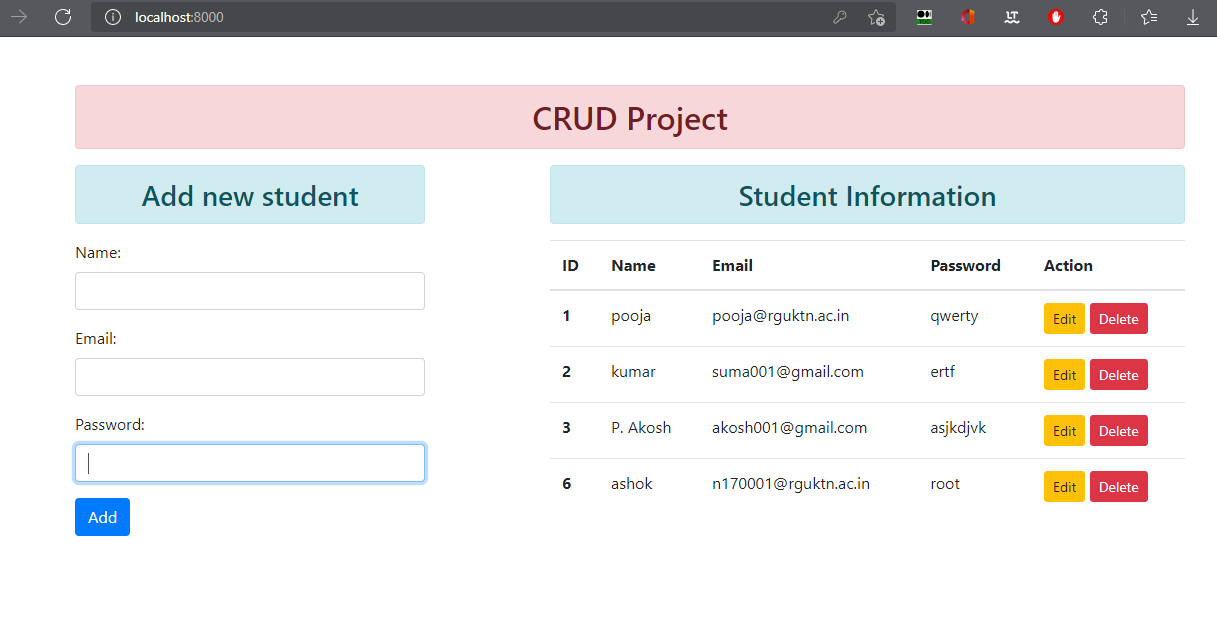 localhost:8000
CRUD Project
Add new student
Name:
Email:
Password:
Add
Student Information
ID Name Email Password Action
1 pooja pooja@rguktn.ac.in qwerty Edit Delete
2 kumar suma001@gmail.com ertf Edit Delete
3 P. Akosh akosh001@gmail.com asjkdjvk Edit Delete
6 ashok n170001@rguktn.ac.in root Edit Delete